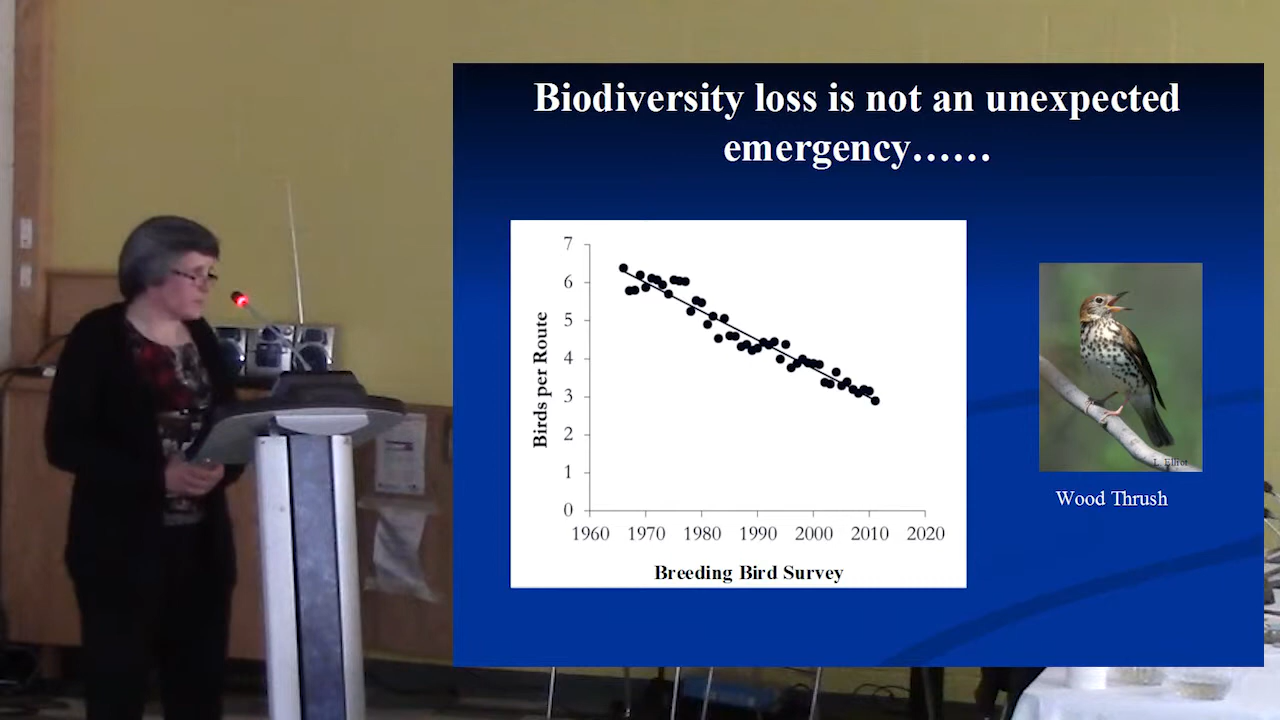 Biodiversity loss is not an unexpected
emergency……
7
6
5
4
3
2
1
0
Birds per Route
1960 1970 1980 1990 2000 2010 2020
Breeding Bird Survey
Wood Thrush